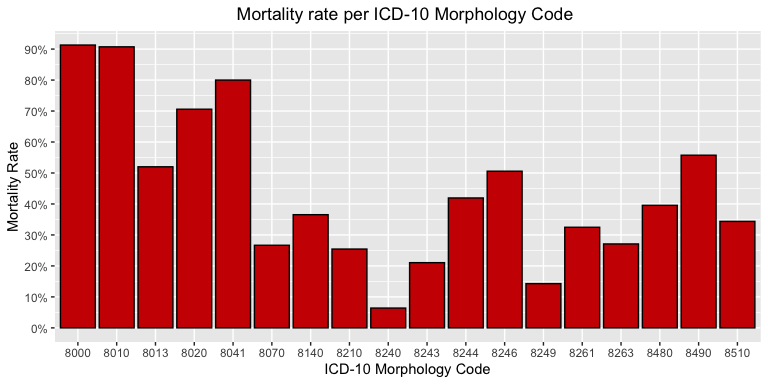 Mortality rate per ICD-10 Morphology Code
Mortality Rate
90%
80%
70%
60%
50%
40%
30%
20%
10%
0%
8000 8010 8013 8020 8041 8070 8140 8210 8240 8243 8244 8246 8249 8261 8263 8480 8490 8510
ICD-10 Morphology Code